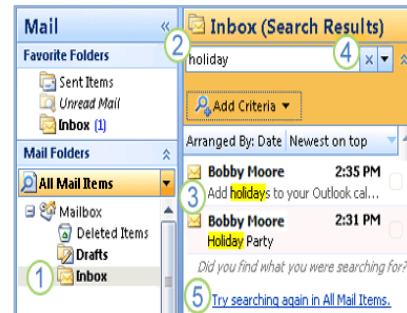 Mail «
Favorite Folders
Sent Items
Unread Mail
Inbox (1)
Mail Folders
All Mail Items
Mailbox
Deleted Items
Drafts
1 Inbox
Inbox (Search Results)
2 holiday 4 x
Add Criteria
Arranged By: Date Newest on top
Bobby Moore 2:35 PM
3 Add holidays to your Outlook cal...
Bobby Moore 2:31 PM
Holiday Party
Did you find what you were searching for?
5 Try searching again in All Mail Items.